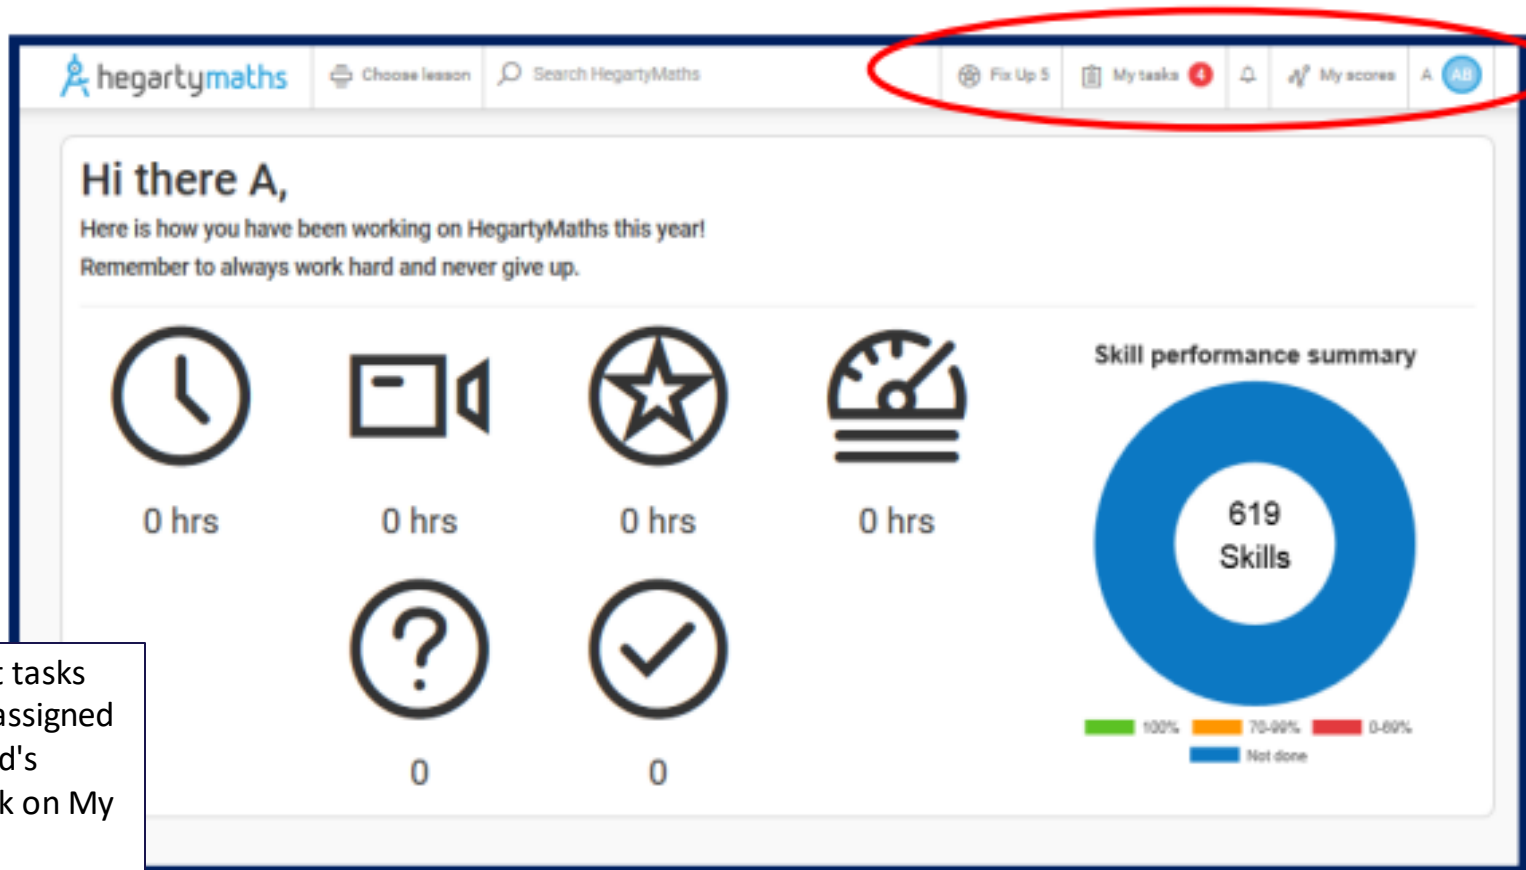 hegartymaths Choose lesson Search HegartyMaths Fix Up 5 My tasks 4 My scores A AB
Hi there A,
Here is how you have been working on HegartyMaths this year!
Remember to always work hard and never give up.
Skill performance summary
0 hrs 0 hrs 0 hrs 0 hrs
619
Skills
100% 70-99% 0-69%
Not done
0 0
t tasks
assigned
d's
k on My